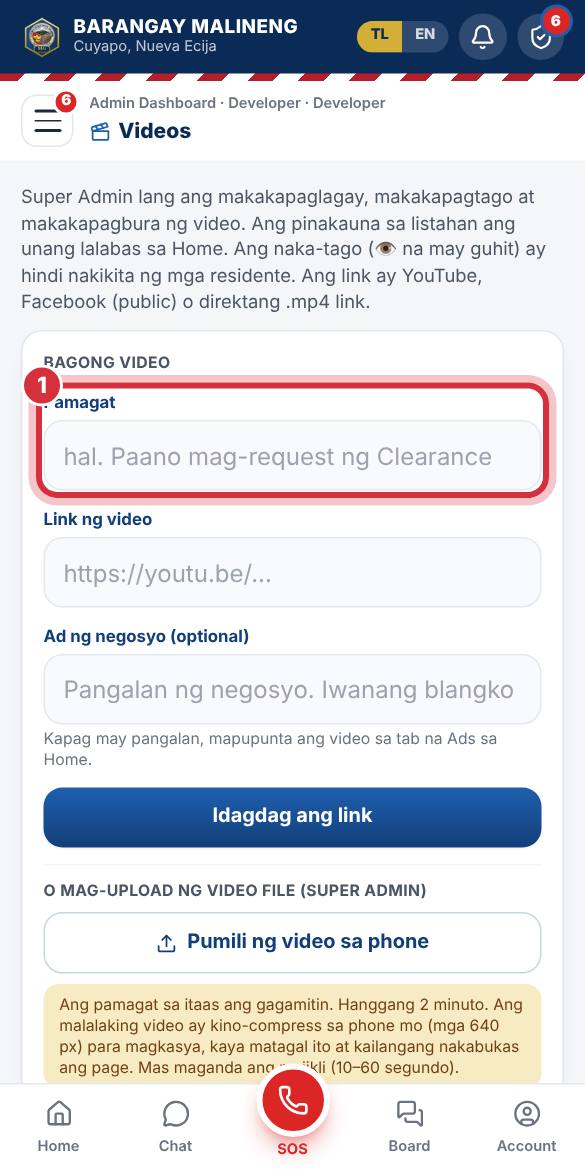 BARANGAY MALINENG
Cuyapo, Nueva Ecija
TL EN
6
6
Admin Dashboard · Developer · Developer
Videos
Super Admin lang ang makakapaglagay, makakapagtago at
makakapagbura ng video. Ang pinakauna sa listahan ang
unang lalabas sa Home. Ang naka-tago (👁 na may guhit) ay
hindi nakikita ng mga residente. Ang link ay YouTube,
Facebook (public) o direktang .mp4 link.
BAGONG VIDEO
1
Pamagat
hal. Paano mag-request ng Clearance
Link ng video
https://youtu.be/...
Ad ng negosyo (optional)
Pangalan ng negosyo. Iwanang blangko
Kapag may pangalan, mapupunta ang video sa tab na Ads sa
Home.
Idagdag ang link
O MAG-UPLOAD NG VIDEO FILE (SUPER ADMIN)
Pumili ng video sa phone
Ang pamagat sa itaas ang gagamitin. Hanggang 2 minuto. Ang
malalaking video ay kino-compress sa phone mo (mga 640
px) para magkasya, kaya matagal ito at kailangang nakabukas
ang page. Mas maganda ang (10–60 segundo).
Home
Chat
SOS
Board
Account